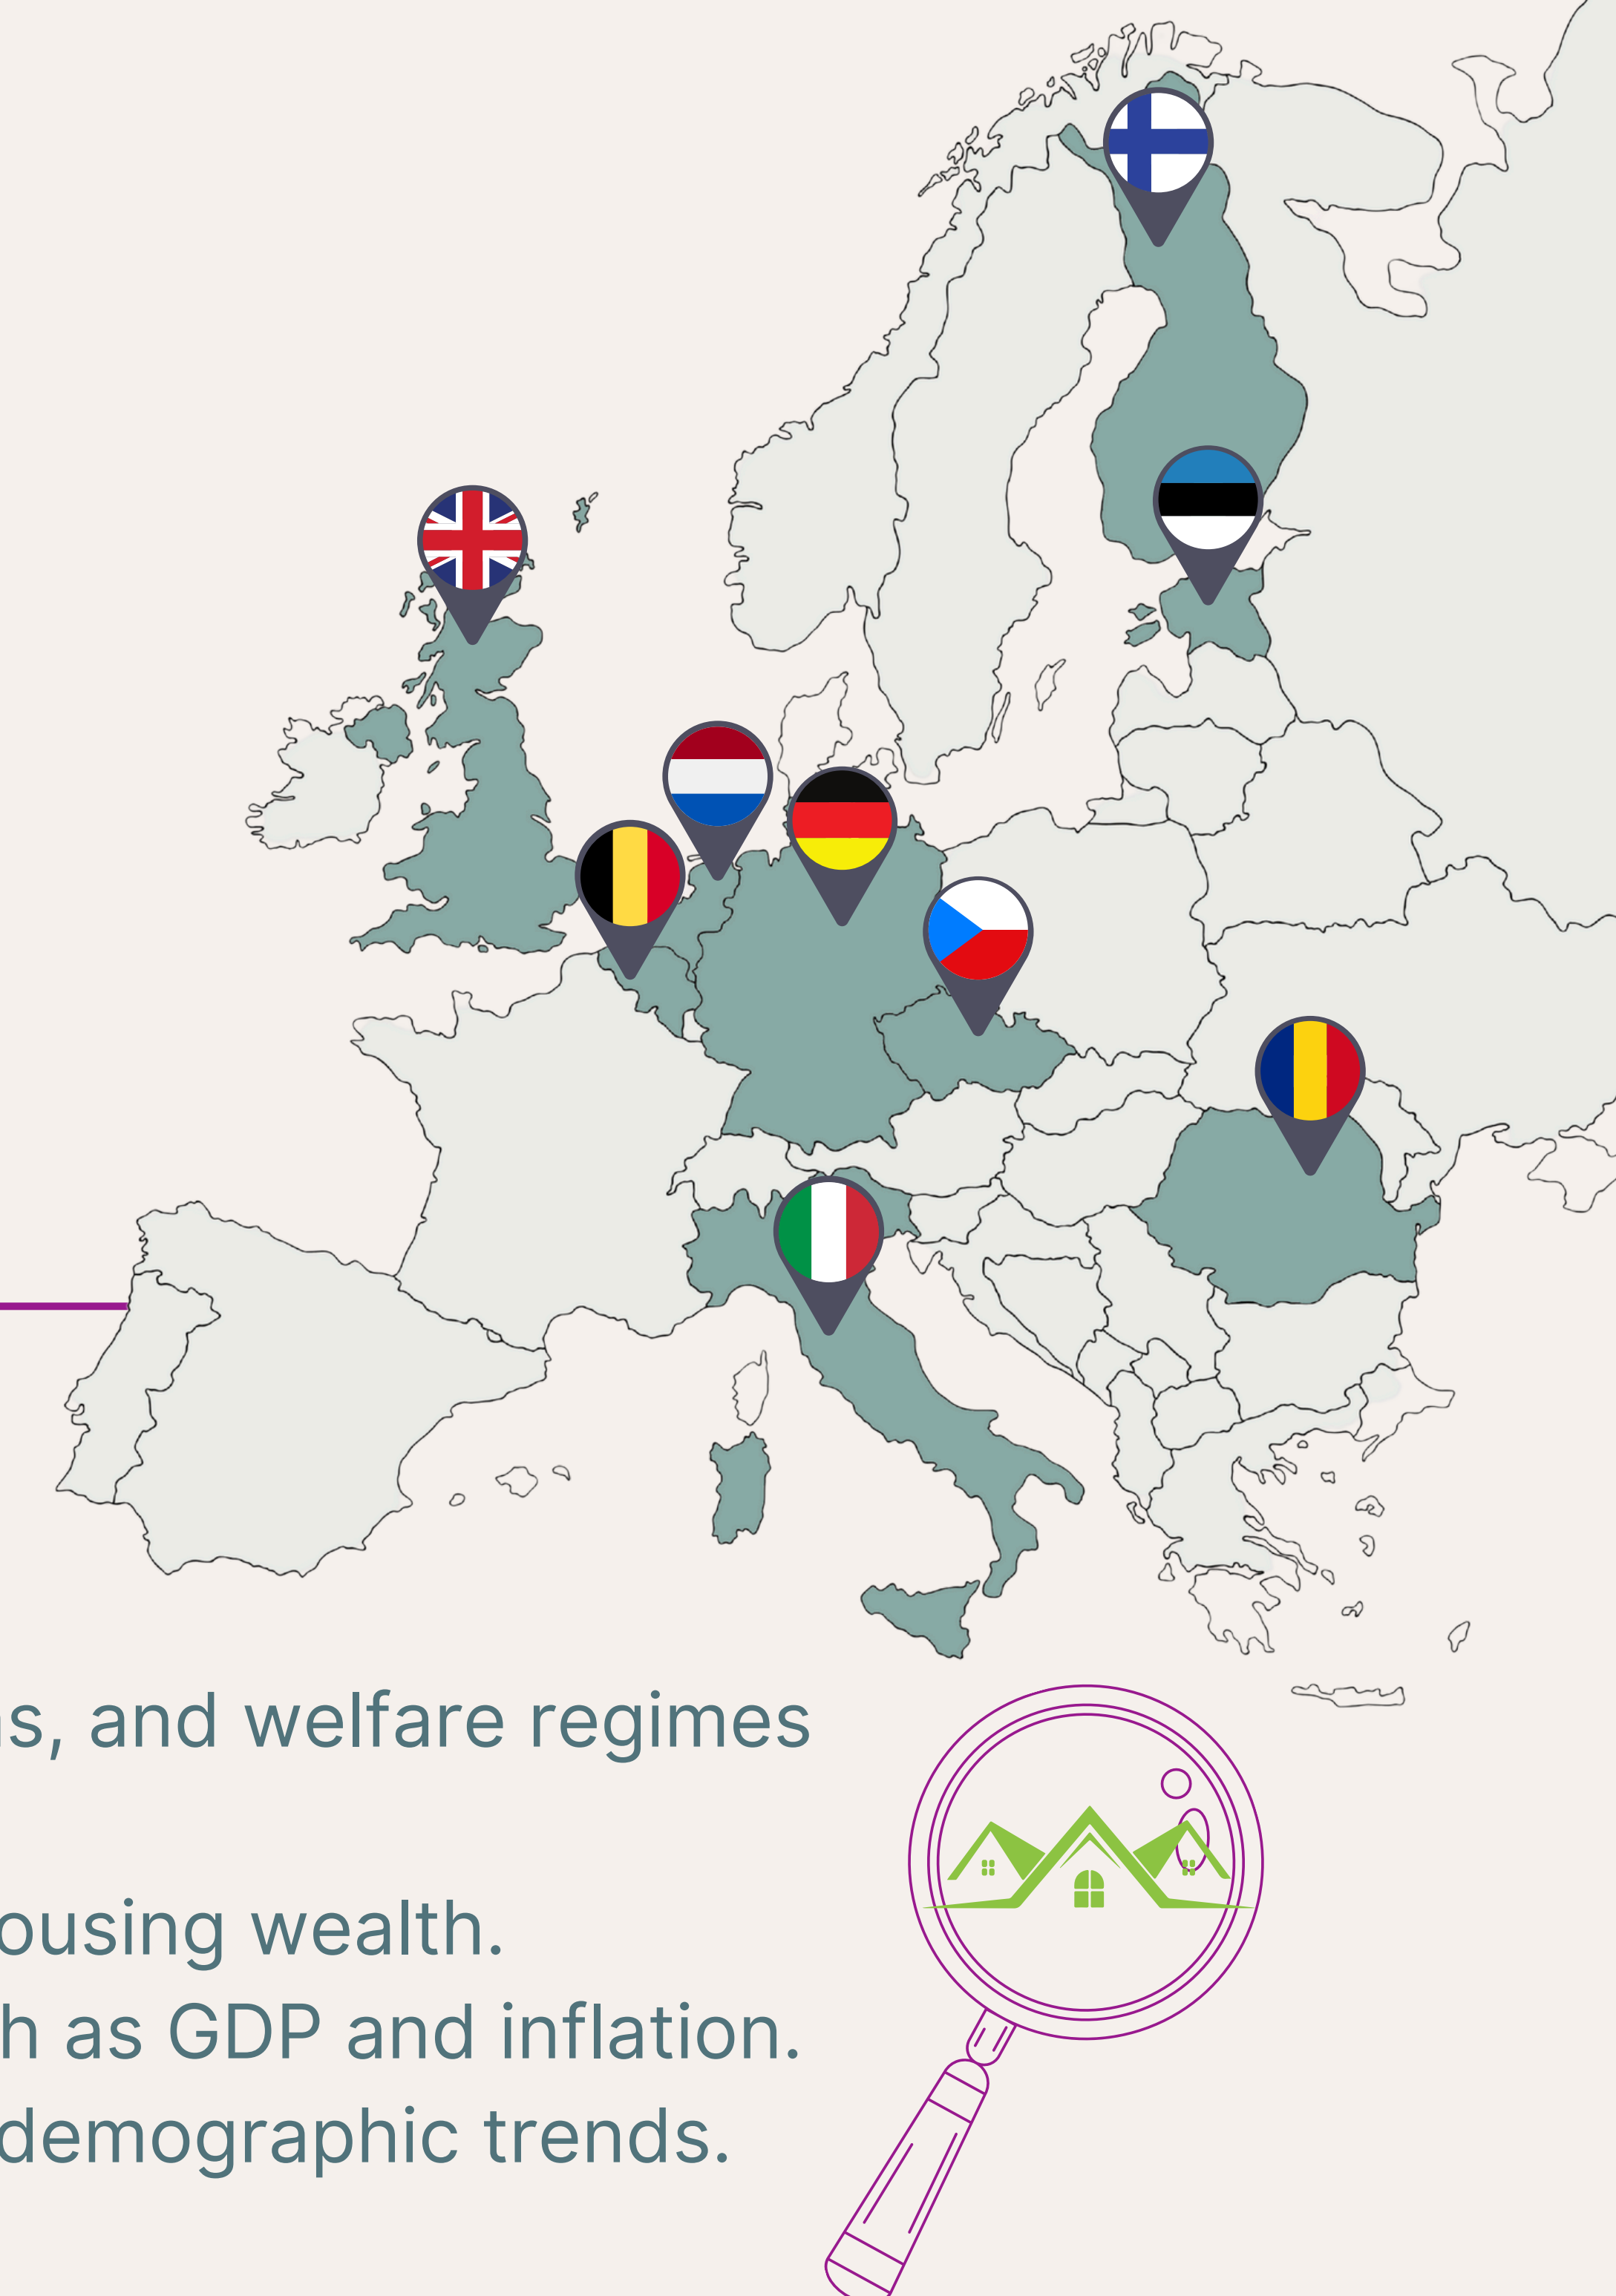 s, and welfare regimes
ousing wealth.
h as GDP and inflation.
demographic trends.